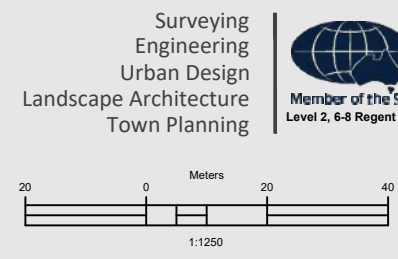 Surveying
Engineering
Urban Design
Landscape Architecture
Town Planning
Member of the
Level 2, 6-8 Regent
Meters
20 0 20 40
1:1250